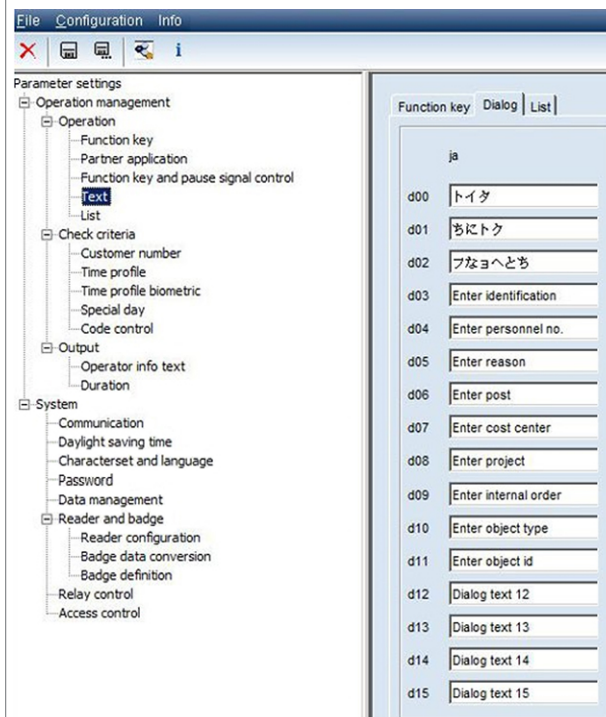 File Configuration Info
Parameter settings
Operation management
Operation
Function key
Partner application
Function key and pause signal control
Text
List
Check criteria
Customer number
Time profile
Time profile biometric
Special day
Code control
Output
Operator info text
Duration
System
Communication
Daylight saving time
Characterset and language
Password
Data management
Reader and badge
Reader configuration
Badge data conversion
Badge definition
Relay control
Access control
Function key Dialog List
ja
d00 トイタ
d01 ちにトク
d02 フなョへとち
d03 Enter identification
d04 Enter personnel no.
d05 Enter reason
d06 Enter post
d07 Enter cost center
d08 Enter project
d09 Enter internal order
d10 Enter object type
d11 Enter object id
d12 Dialog text 12
d13 Dialog text 13
d14 Dialog text 14
d15 Dialog text 15